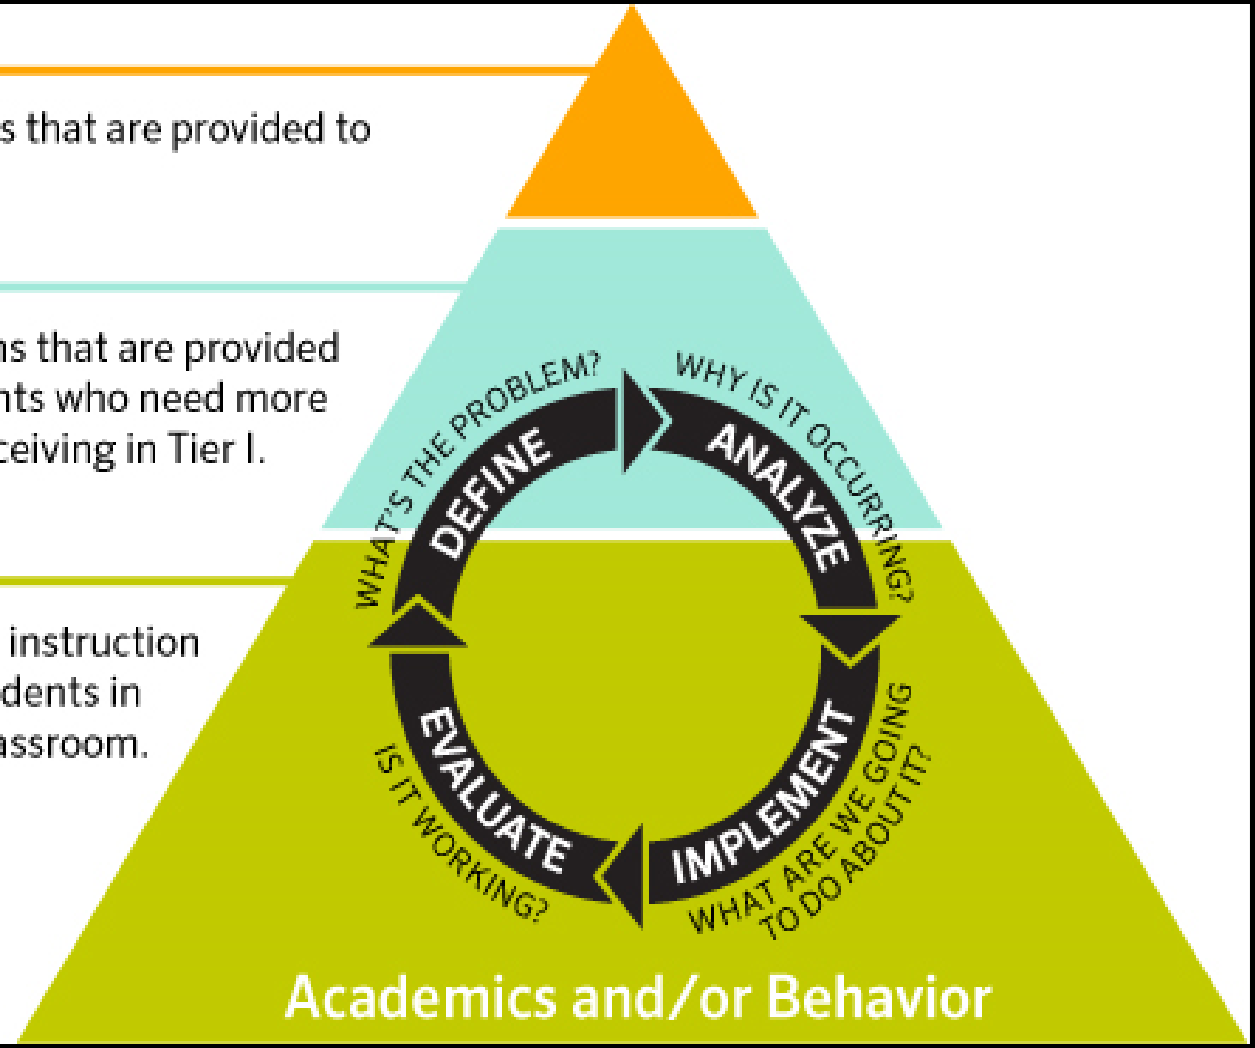 s that are provided to
ns that are provided
nts who need more
ceiving in Tier I.
instruction
dents in
assroom.
WHAT'S THE PROBLEM?
DEFINE
WHY IS IT OCCURRING?
ANALYZE
IMPLEMENT
WHAT ARE WE GOING
TO DO ABOUT IT?
EVALUATE
IS IT WORKING?
Academics and/or Behavior